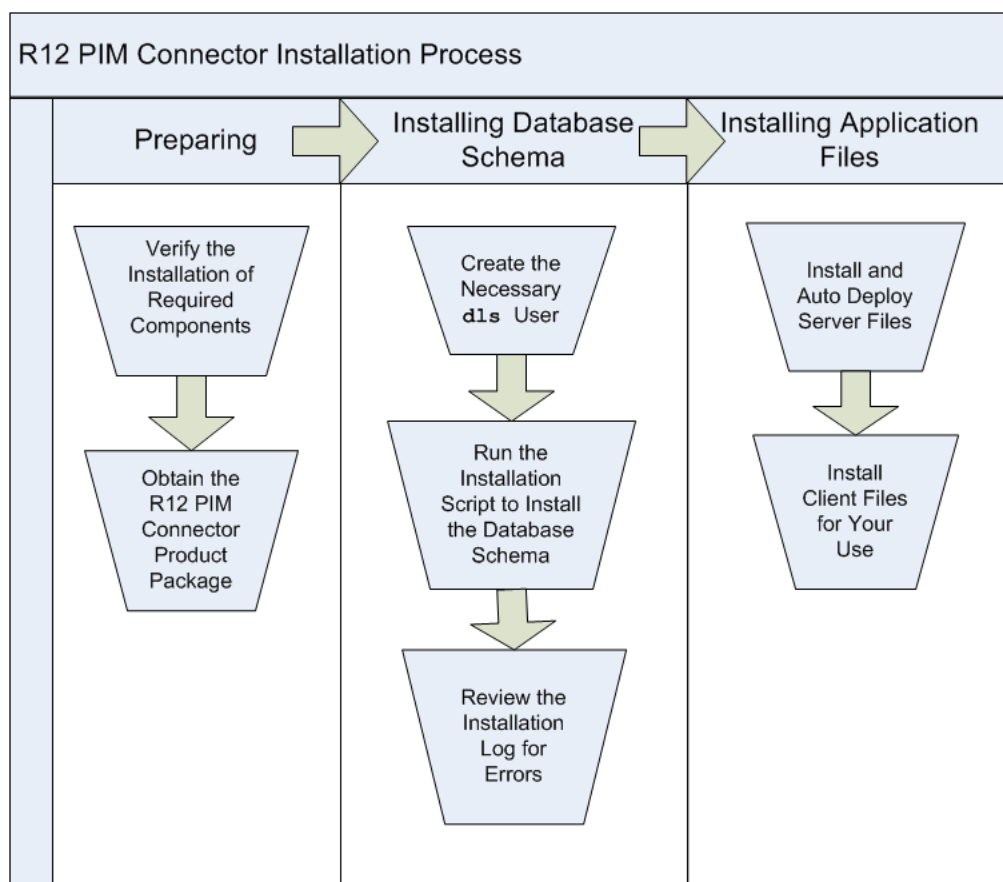 R12 PIM Connector Installation Process
Preparing
Installing Database
Schema
Installing Application
Files
Verify the
Installation of
Required
Components
Obtain the
R12 PIM
Connector
Product
Package
Create the
Necessary
dls User
Run the
Installation
Script to Install
the Database
Schema
Review the
Installation
Log for
Errors
Install and
Auto Deploy
Server Files
Install
Client Files
for Your
Use